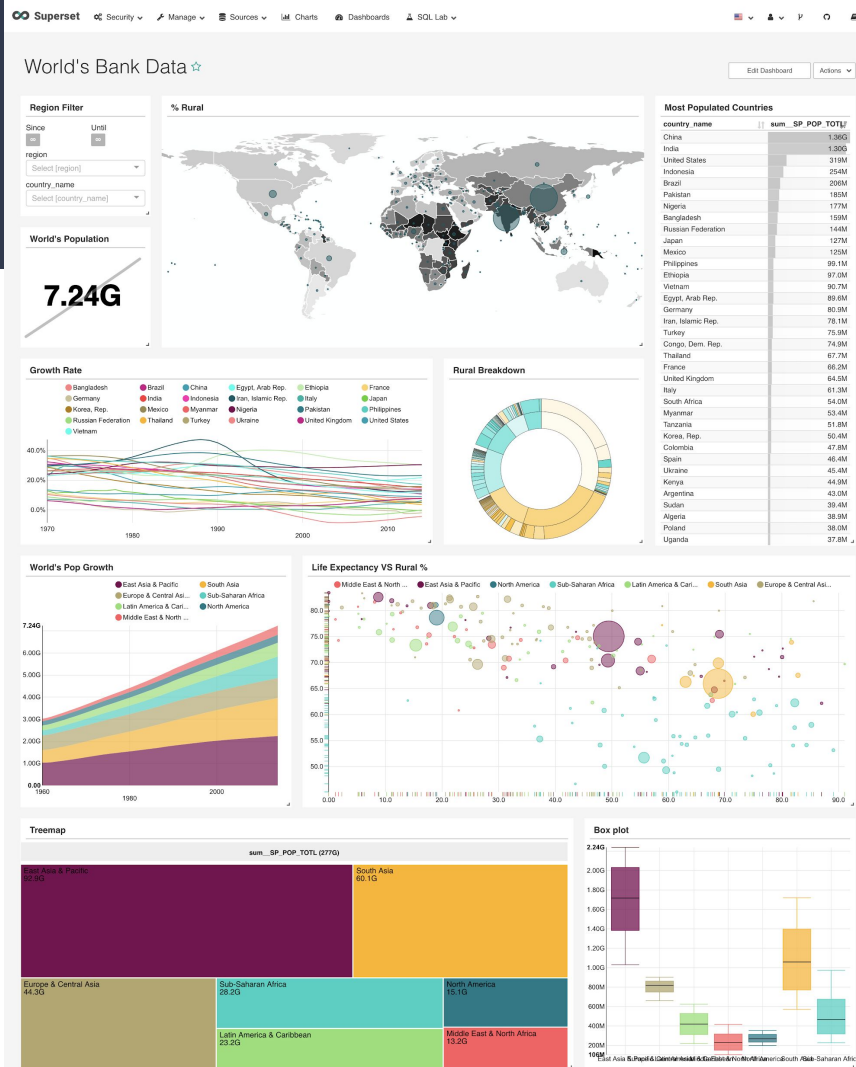 Superset Security Manage Sources Charts Dashboards SQL Lab
World's Bank Data
Edit Dashboard Actions
Region Filter
Since Until
∞ ∞
region
Select [region]
country_name
Select [country_name]
World's Population
7.24G
% Rural
Most Populated Countries
country_name sum__SP_POP_TOTL
China 1.36G
India 1.30G
United States 319M
Indonesia 254M
Brazil 206M
Pakistan 185M
Nigeria 177M
Bangladesh 159M
Russian Federation 144M
Japan 127M
Mexico 125M
Philippines 99.1M
Ethiopia 97.0M
Vietnam 90.7M
Egypt, Arab Rep. 89.6M
Germany 80.9M
Iran, Islamic Rep. 78.1M
Turkey 75.9M
Congo, Dem. Rep. 74.9M
Thailand 67.7M
France 66.2M
United Kingdom 64.5M
Italy 61.3M
South Africa 54.0M
Myanmar 53.4M
Tanzania 51.8M
Korea, Rep. 50.4M
Colombia 47.8M
Spain 46.4M
Ukraine 45.4M
Kenya 44.9M
Argentina 43.0M
Sudan 39.4M
Algeria 38.9M
Poland 38.0M
Uganda 37.8M
Growth Rate
Bangladesh Brazil China Egypt, Arab Rep. Ethiopia France
Germany India Indonesia Iran, Islamic Rep. Italy Japan
Korea, Rep. Mexico Myanmar Nigeria Pakistan Philippines
Russian Federation Thailand Turkey Ukraine United Kingdom United States
Vietnam
40.0%
20.0%
0.0%
1970 1980 1990 2000 2010
Rural Breakdown
World's Pop Growth
East Asia & Pacific South Asia
Europe & Central Asi... Sub-Saharan Africa
Latin America & Cari... North America
Middle East & North ...
7.24G
6.00G
5.00G
4.00G
3.00G
2.00G
1.00G
0.00
1960 1980 2000
Life Expectancy VS Rural %
Middle East & North ... East Asia & Pacific North America Sub-Saharan Africa Latin America & Cari... South Asia Europe & Central Asi...
80.0
75.0
70.0
65.0
60.0
55.0
50.0
0.00 10.0 20.0 30.0 40.0 50.0 60.0 70.0 80.0 90.0
Treemap
sum__SP_POP_TOTL (277G)
East Asia & Pacific
92.8G
South Asia
60.1G
Europe & Central Asia
44.3G
Sub-Saharan Africa
28.2G
North America
15.1G
Latin America & Caribbean
23.2G
Middle East & North Africa
13.2G
Box plot
2.24G
2.00G
1.80G
1.60G
1.40G
1.20G
1.00G
800M
600M
400M
200M
106M
East Asia Sub-Saharan Africa